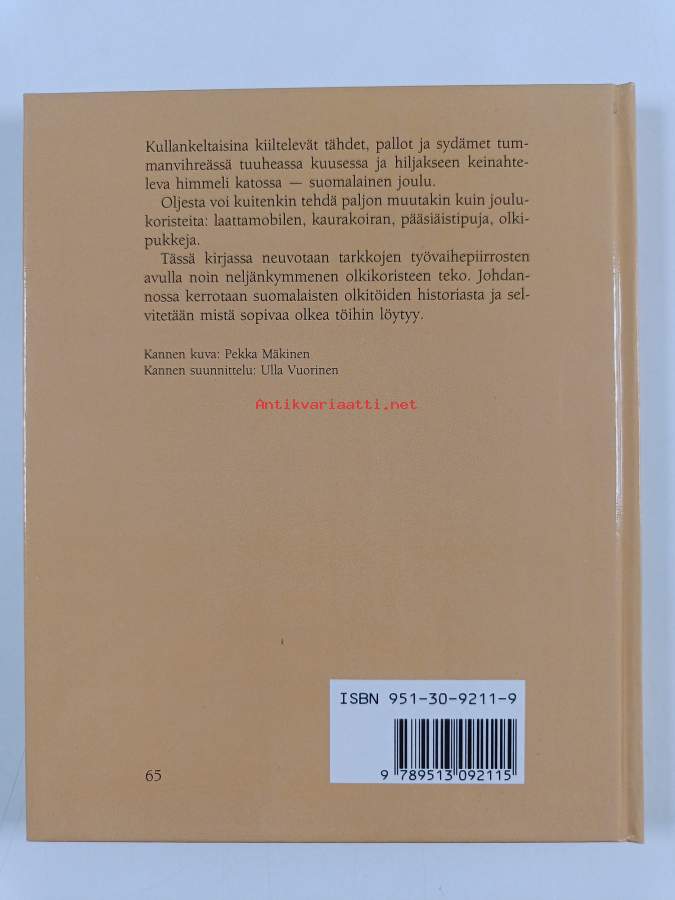 Kullankeltaisina kiiltelevät tähdet, pallot ja sydämet tum-
manvihreässä tuuheassa kuusessa ja hiljakseen keinahte-
leva himmeli katossa — suomalainen joulu.
Oljesta voi kuitenkin tehdä paljon muutakin kuin joulu-
koristeita: laattamobilen, kaurakoiran, pääsiäistipuja, olki-
pukkeja.
Tässä kirjassa neuvotaan tarkkojen työvaihepiirrosten
avulla noin neljänkymmenen olkikoristeen teko. Johdan-
nossa kerrotaan suomalaisten olkitöiden historiasta ja sel-
vitetään mistä sopivaa olkea töihin löytyy.
Kannen kuva: Pekka Mäkinen
Kannen suunnittelu: Ulla Vuorinen
Antikvariaatti.net
ISBN 951-30-9211-9
9 789513 092115
65